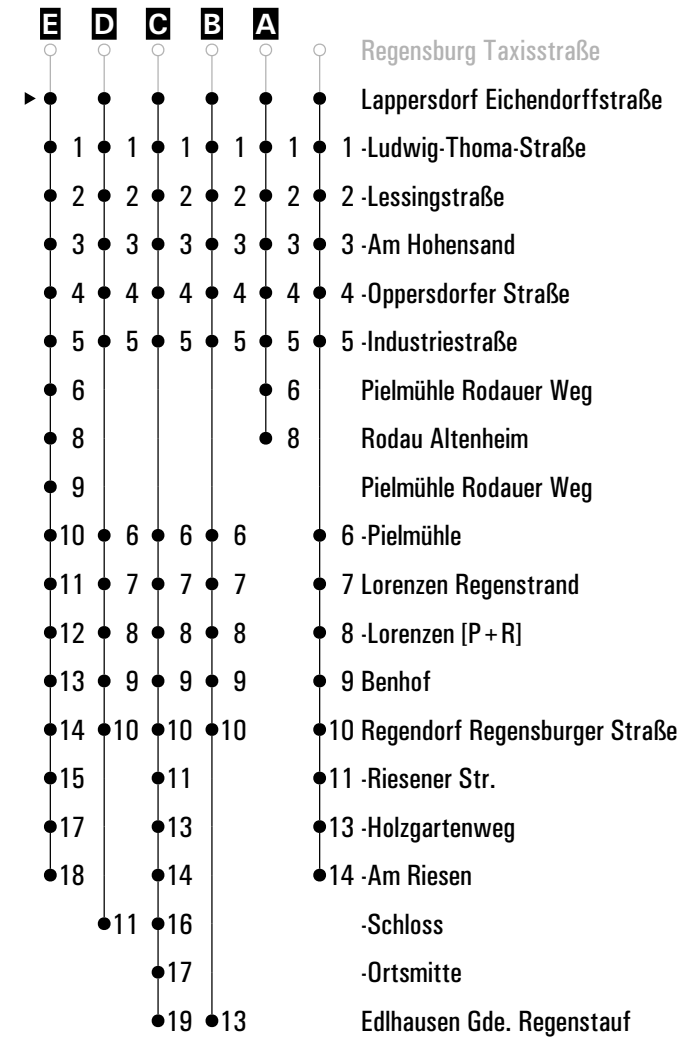 E D C B A
Regensburg Taxisstraße
Lappersdorf Eichendorffstraße
1 1 1 1 1 1 -Ludwig-Thoma-Straße
2 2 2 2 2 2 -Lessingstraße
3 3 3 3 3 3 -Am Hohensand
4 4 4 4 4 4 -Oppersdorfer Straße
5 5 5 5 5 5 -Industriestraße
6 6 Pielmühle Rodauer Weg
8 8 Rodau Altenheim
9 Pielmühle Rodauer Weg
10 6 6 6 6 -Pielmühle
11 7 7 7 7 Lorenzen Regenstrand
12 8 8 8 8 -Lorenzen [P+R]
13 9 9 9 9 Benhof
14 10 10 10 10 Regendorf Regensburger Straße
15 11 11 -Riesener Str.
17 13 13 -Holzgartenweg
18 14 14 -Am Riesen
11 16 -Schloss
17 -Ortsmitte
19 13 Edlhausen Gde. Regenstauf